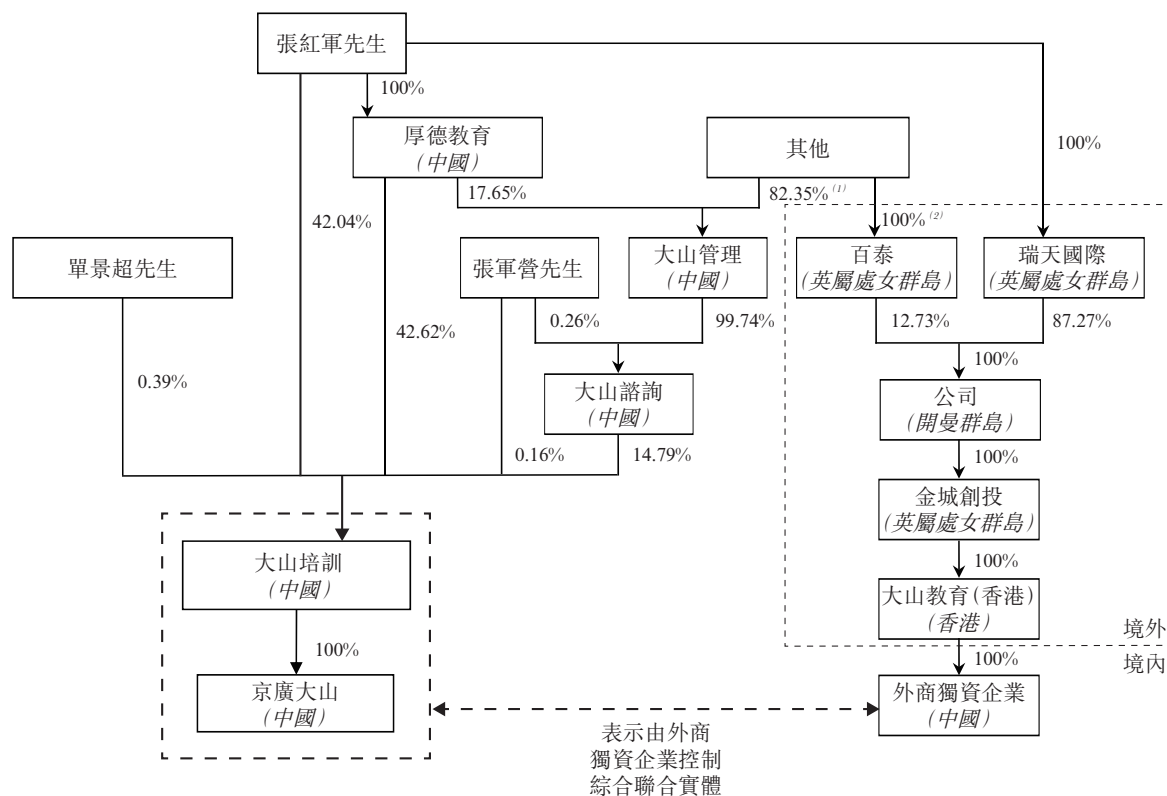 張紅軍先生
100%
厚德教育
(中國)
其他
100%
17.65%
82.35% (1)
42.04%
100% (2)
單景超先生
張軍營先生
大山管理
(中國)
百泰
(英屬處女群島)
瑞天國際
(英屬處女群島)
42.62%
0.26%
99.74%
12.73%
87.27%
100%
0.39%
大山諮詢
(中國)
公司
(開曼群島)
0.16%
14.79%
100%
金城創投
(英屬處女群島)
大山培訓
(中國)
100%
大山教育(香港)
(香港)
境外
境內
100%
100%
京廣大山
(中國)
外商獨資企業
(中國)
表示由外商
獨資企業控制
綜合聯合實體